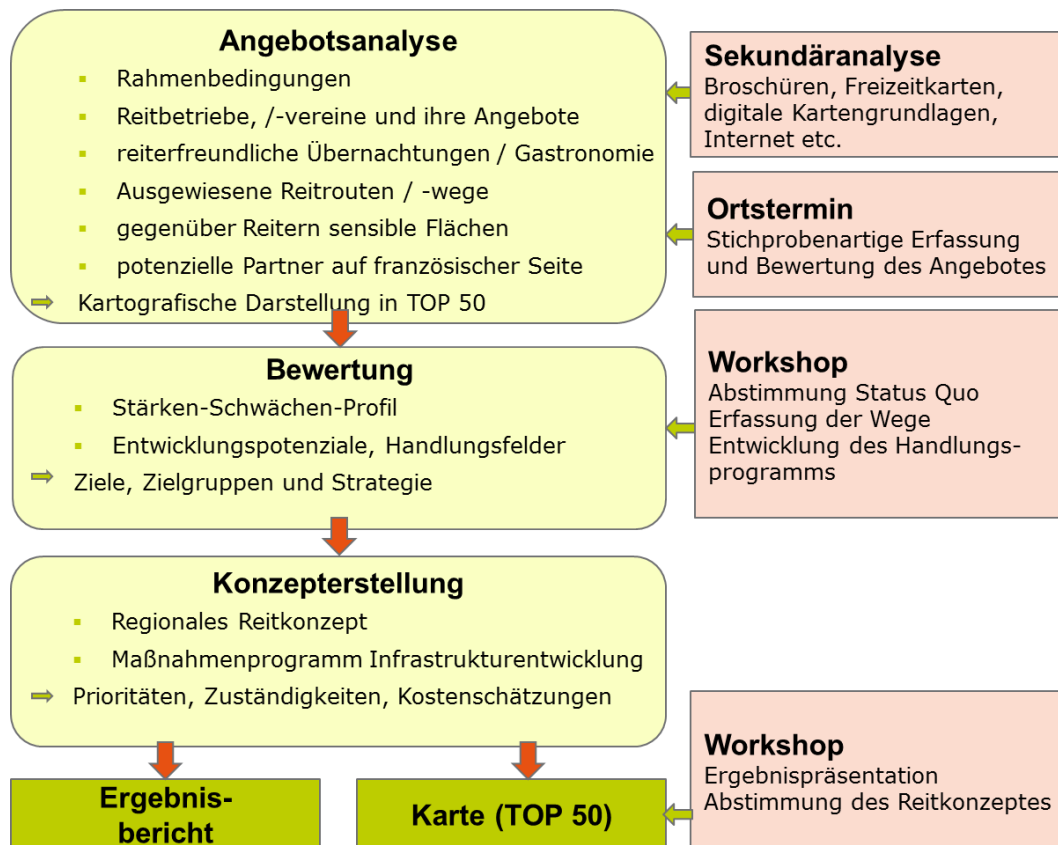 Angebotsanalyse
Rahmenbedingungen
Reitbetriebe, /-vereine und ihre Angebote
reiterfreundliche Übernachtungen / Gastronomie
Ausgewiesene Reitrouten / -wege
gegenüber Reitern sensible Flächen
potenzielle Partner auf französischer Seite
Kartografische Darstellung in TOP 50
Sekundäranalyse
Broschüren, Freizeitkarten,
digitale Kartengrundlagen,
Internet etc.
Ortstermin
Stichprobenartige Erfassung
und Bewertung des Angebotes
Bewertung
Stärken-Schwächen-Profil
Entwicklungspotenziale, Handlungsfelder
Ziele, Zielgruppen und Strategie
Workshop
Abstimmung Status Quo
Erfassung der Wege
Entwicklung des Handlungs-
programms
Konzepterstellung
Regionales Reitkonzept
Maßnahmenprogramm Infrastrukturentwicklung
Prioritäten, Zuständigkeiten, Kostenschätzungen
Ergebnis-
bericht
Karte (TOP 50)
Workshop
Ergebnispräsentation
Abstimmung des Reitkonzeptes